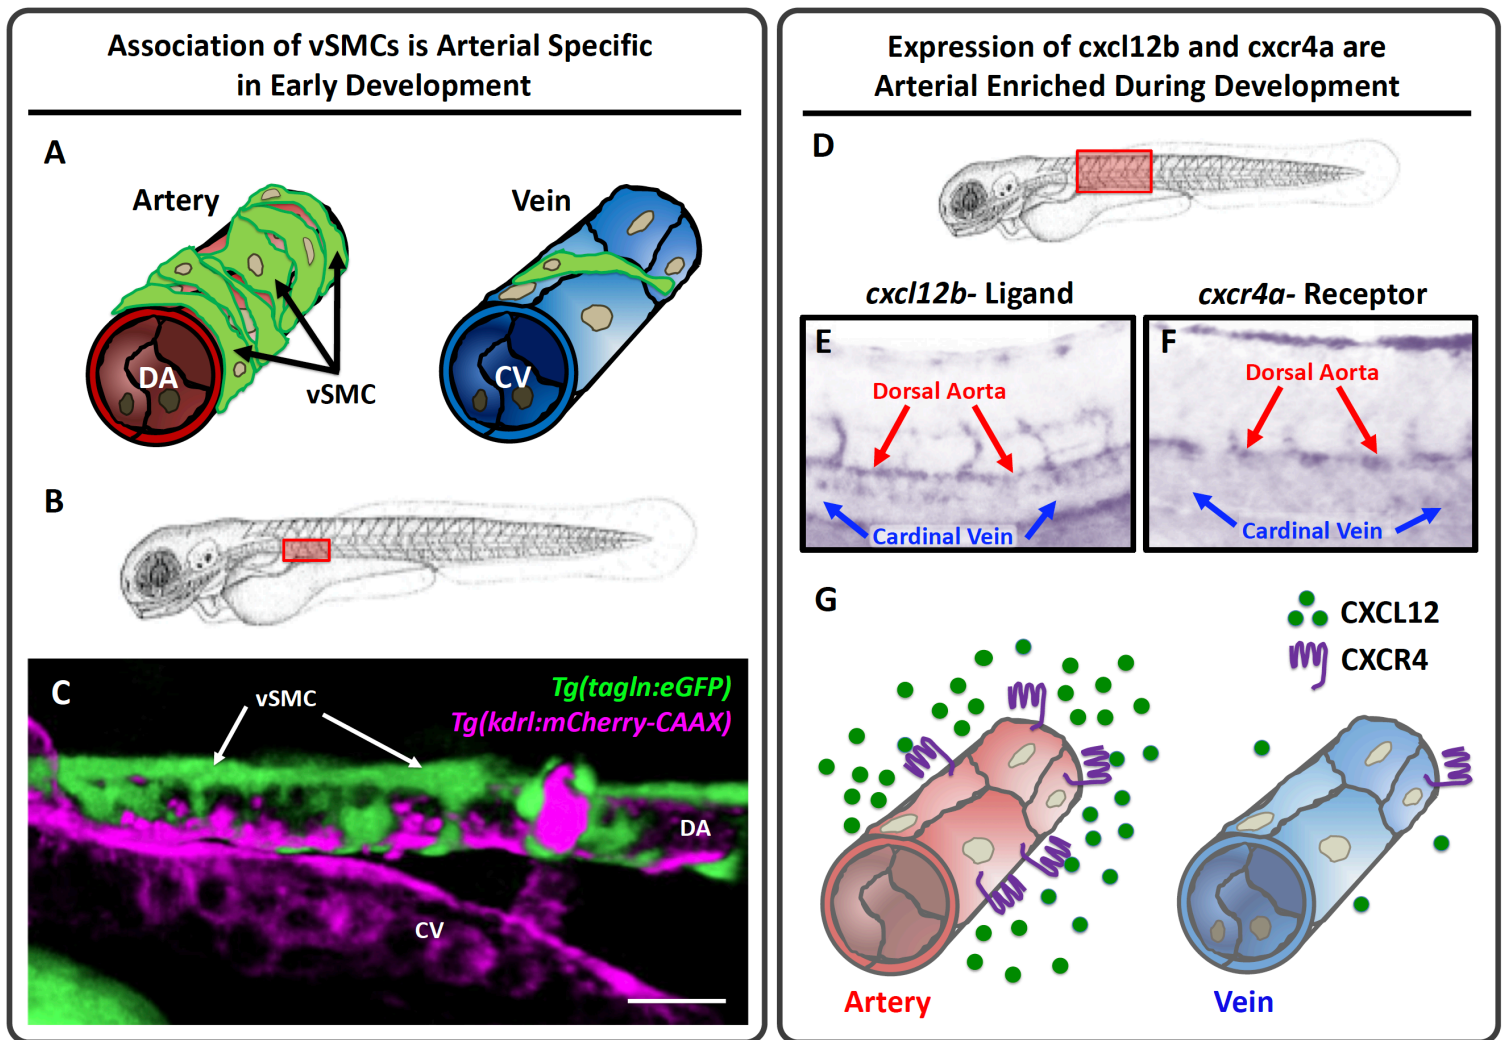 Association of vSMCs is Arterial Specific
in Early Development
A
Artery
Vein
DA
CV
vSMC
B
C
vSMC
Tg(tagln:eGFP)
Tg(kdrl:mCherry-CAAX)
DA
CV
Expression of cxcl12b and cxcr4a are
Arterial Enriched During Development
D
cxcl12b- Ligand
cxcr4a- Receptor
E
Dorsal Aorta
Cardinal Vein
F
Dorsal Aorta
Cardinal Vein
G
CXCL12
CXCR4
Artery
Vein